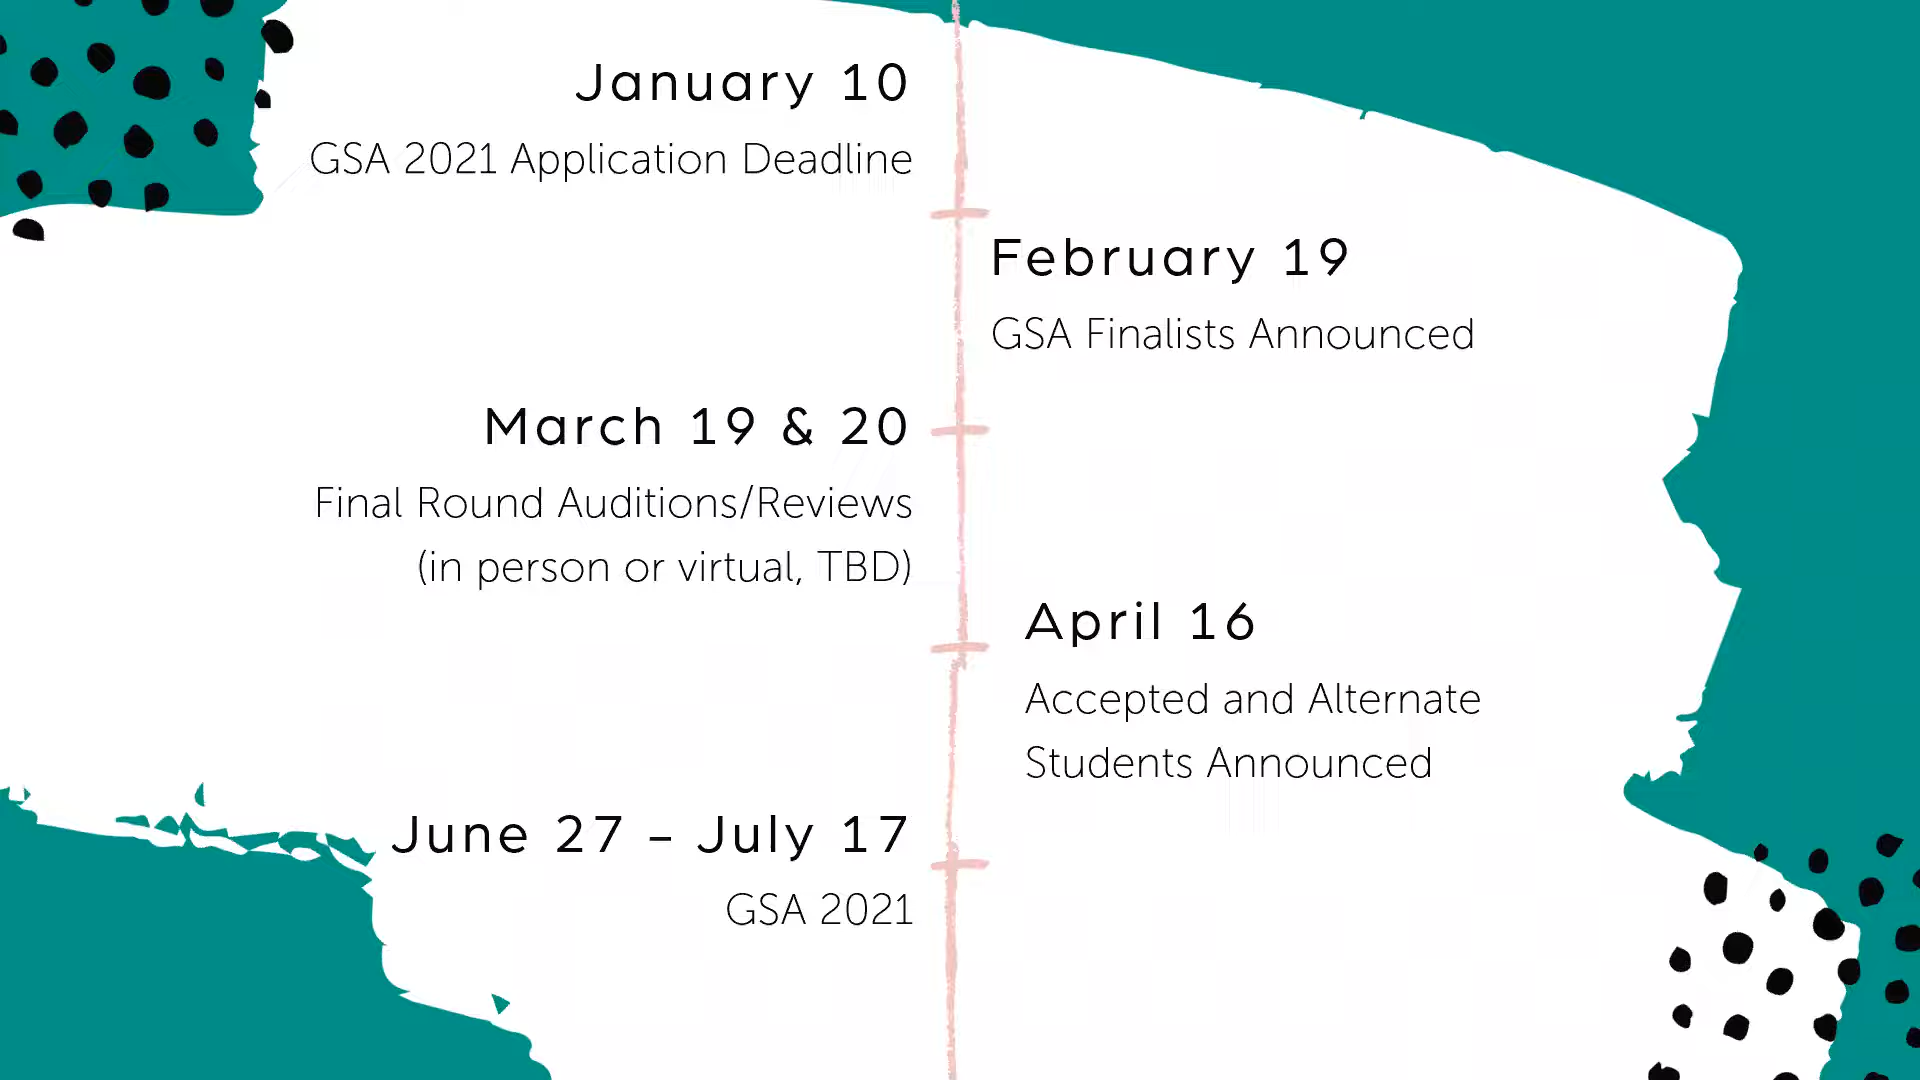 January 10
GSA 2021 Application Deadline
February 19
GSA Finalists Announced
March 19 & 20
Final Round Auditions/Reviews
(in person or virtual, TBD)
April 16
Accepted and Alternate
Students Announced
June 27 – July 17
GSA 2021